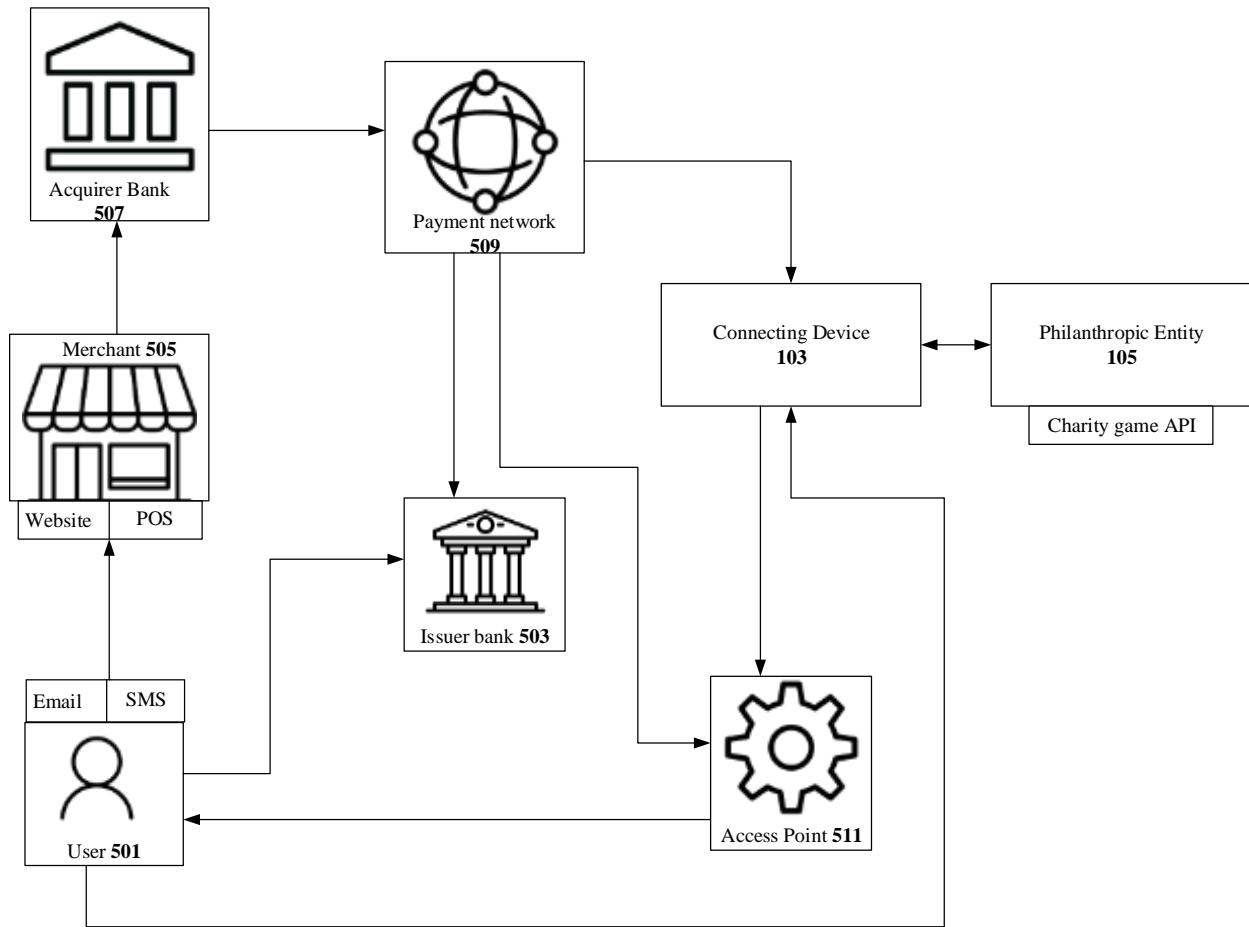 Acquirer Bank
507
Payment network
509
Connecting Device
103
Philanthropic Entity
105
Charity game API
Merchant 505
Website
POS
Issuer bank 503
Email
SMS
User 501
Access Point 511